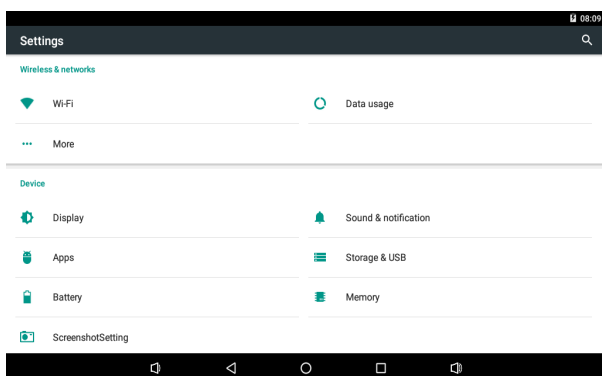 08:09
Settings
Wireless & networks
Wi-Fi
Data usage
More
Device
Display
Sound & notification
Apps
Storage & USB
Battery
Memory
ScreenshotSetting